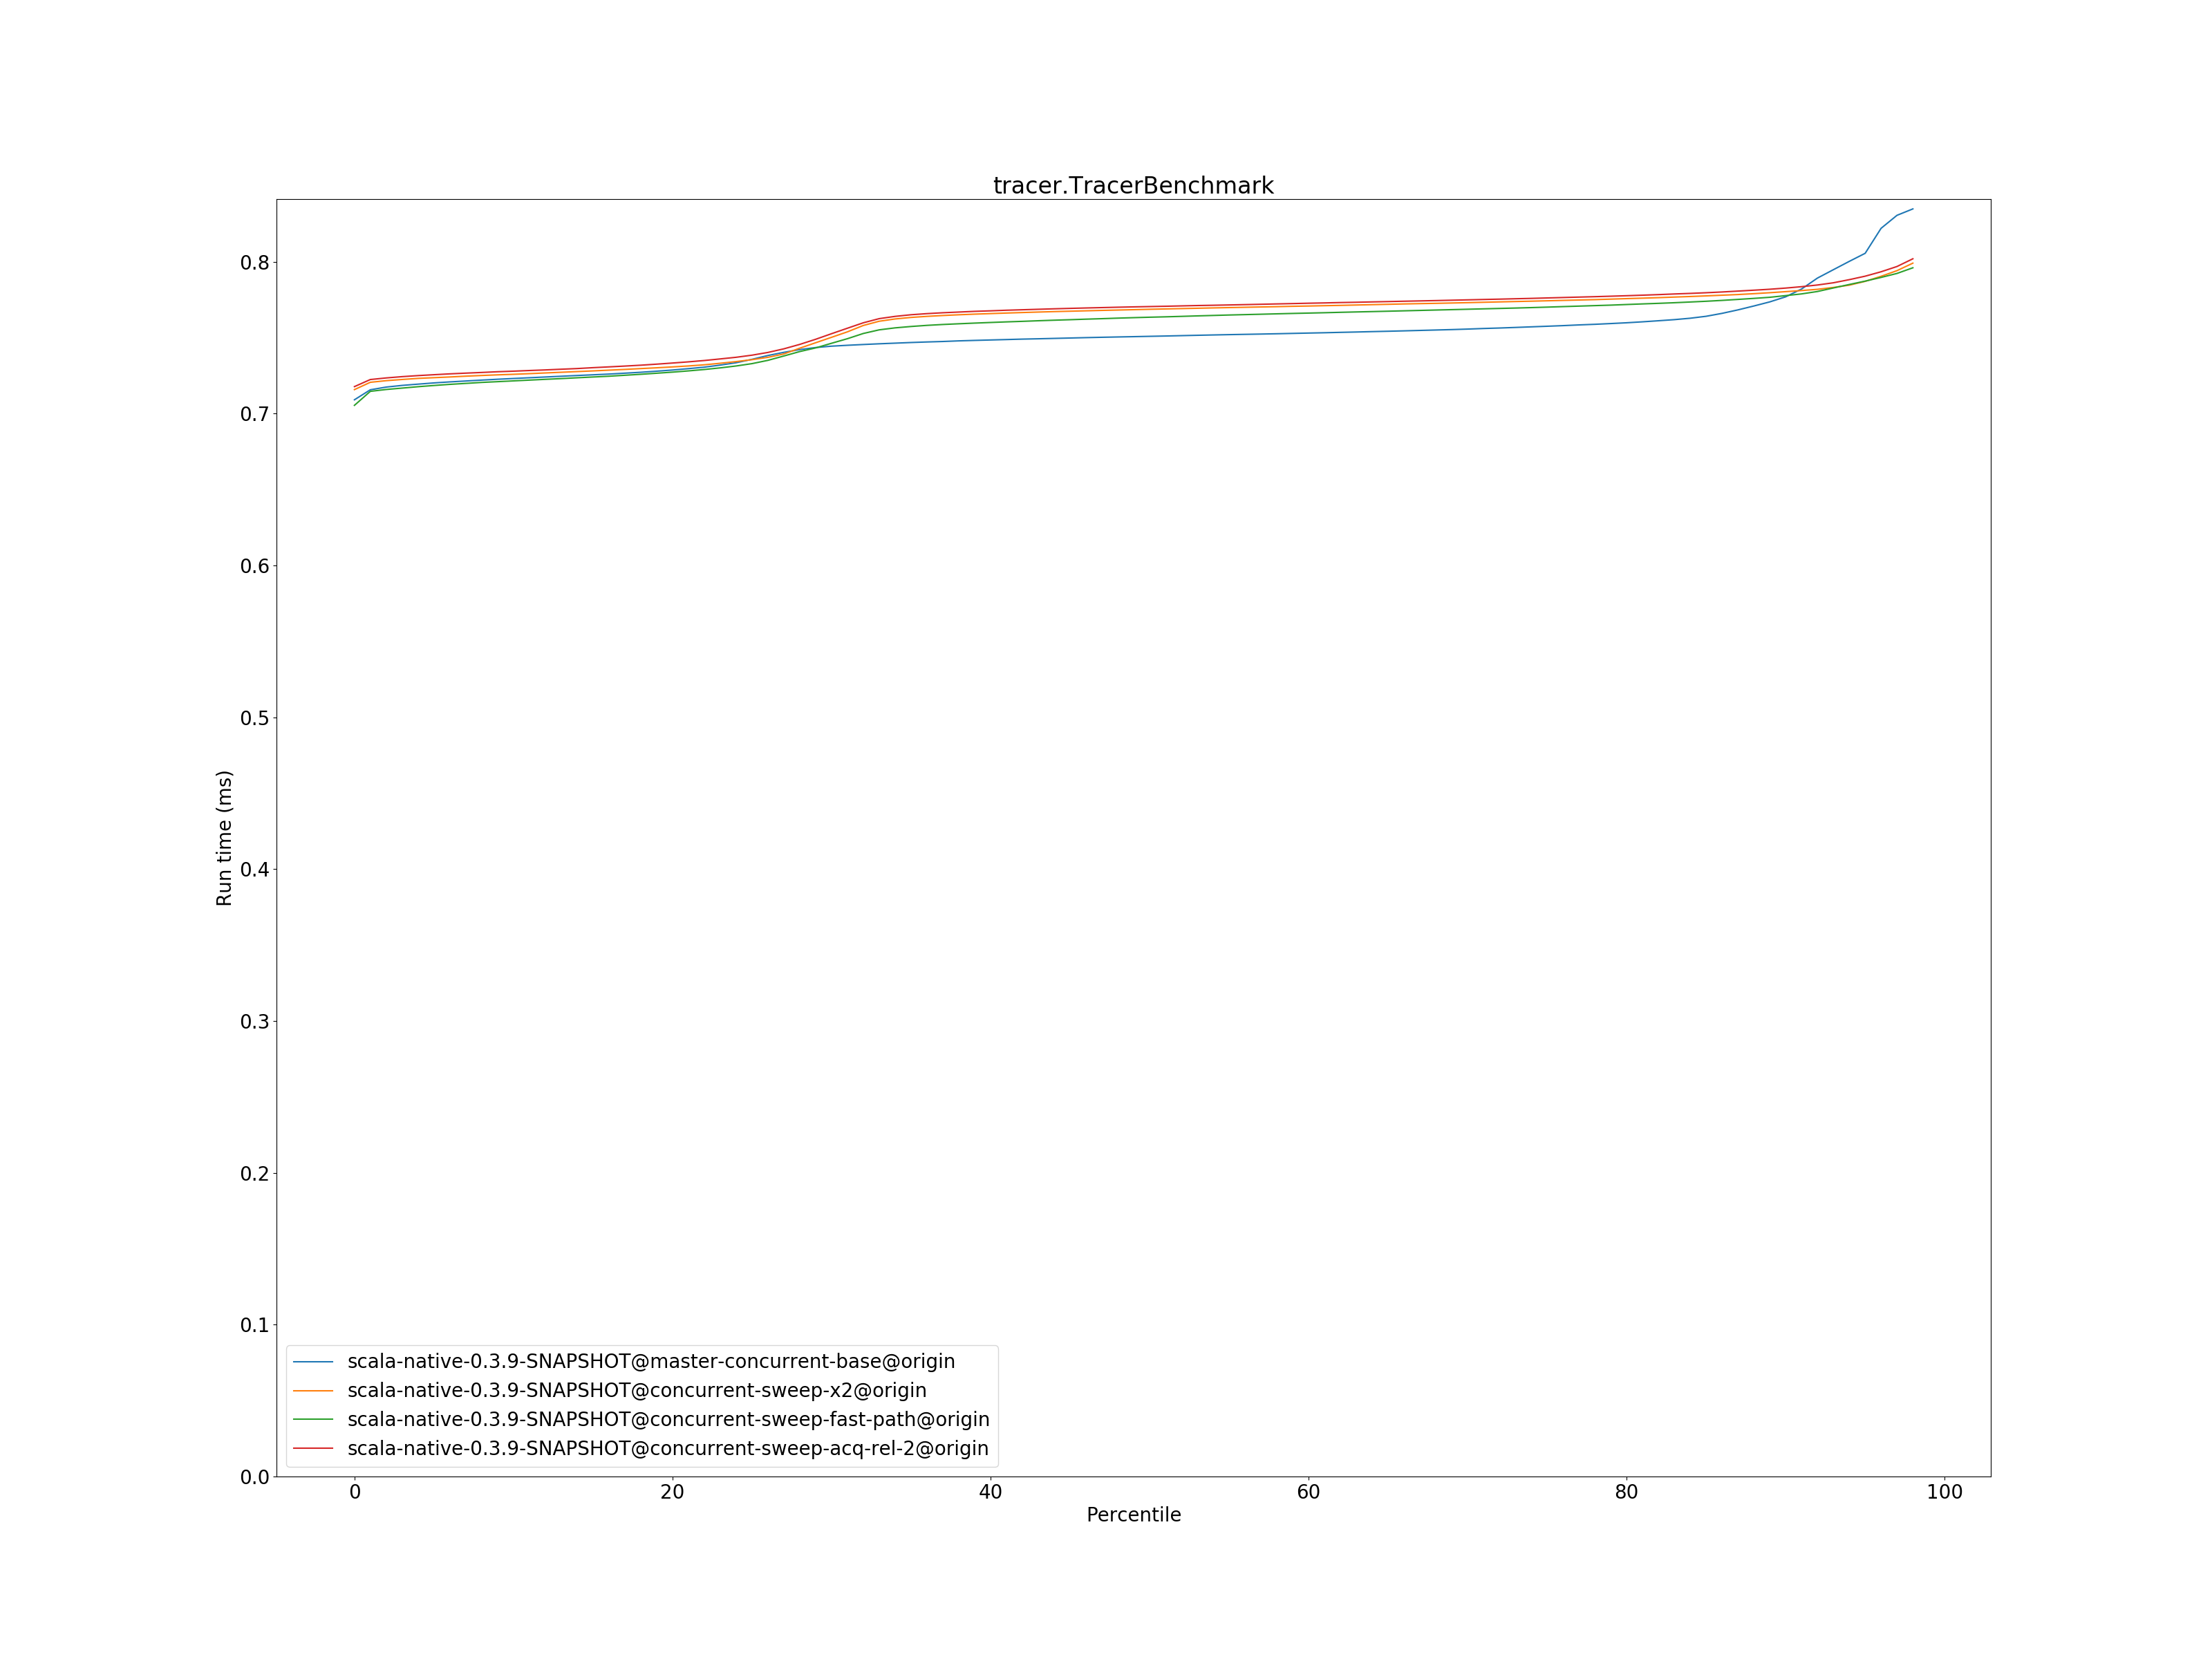 tracer.TracerBenchmark
0.8
0.7
0.6
0.5
0.4
0.3
0.2
0.1
0.0
Run time (ms)
scala-native-0.3.9-SNAPSHOT@master-concurrent-base@origin
scala-native-0.3.9-SNAPSHOT@concurrent-sweep-x2@origin
scala-native-0.3.9-SNAPSHOT@concurrent-sweep-fast-path@origin
scala-native-0.3.9-SNAPSHOT@concurrent-sweep-acq-rel-2@origin
0 20 40 60 80 100
Percentile